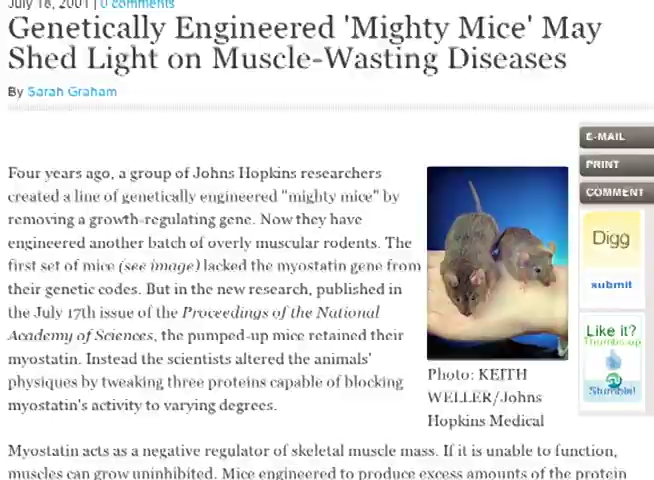 July 18, 2001 | 0 comments
Genetically Engineered 'Mighty Mice' May
Shed Light on Muscle-Wasting Diseases
By Sarah Graham
E-MAIL
PRINT
COMMENT
Digg
submit
Like it?
Thumbs up
Stumble!
Four years ago, a group of Johns Hopkins researchers
created a line of genetically engineered "mighty mice" by
removing a growth-regulating gene. Now they have
engineered another batch of overly muscular rodents. The
first set of mice (see image) lacked the myostatin gene from
their genetic codes. But in the new research, published in
the July 17th issue of the Proceedings of the National
Academy of Sciences, the pumped-up mice retained their
myostatin. Instead the scientists altered the animals'
physiques by tweaking three proteins capable of blocking
myostatin's activity to varying degrees.
Photo: KEITH
WELLER/Johns
Hopkins Medical
Myostatin acts as a negative regulator of skeletal muscle mass. If it is unable to function,
muscles can grow uninhibited. Mice engineered to produce excess amounts of the protein